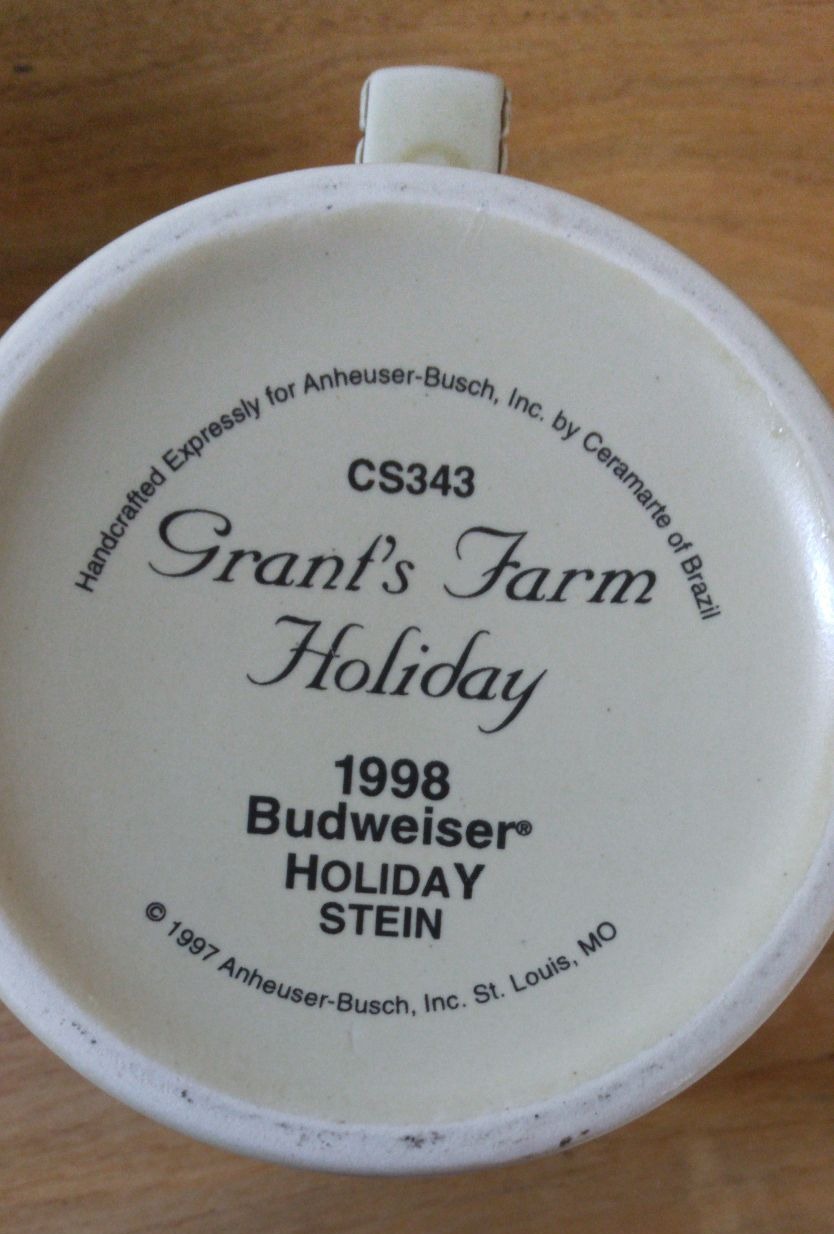 Handcrafted Expressly for Anheuser-Busch, Inc. by Ceramarte of Brazil
CS343
Grant's Farm
Holiday
1998
Budweiser®
HOLIDAY
STEIN
© 1997 Anheuser-Busch, Inc. St. Louis, MO